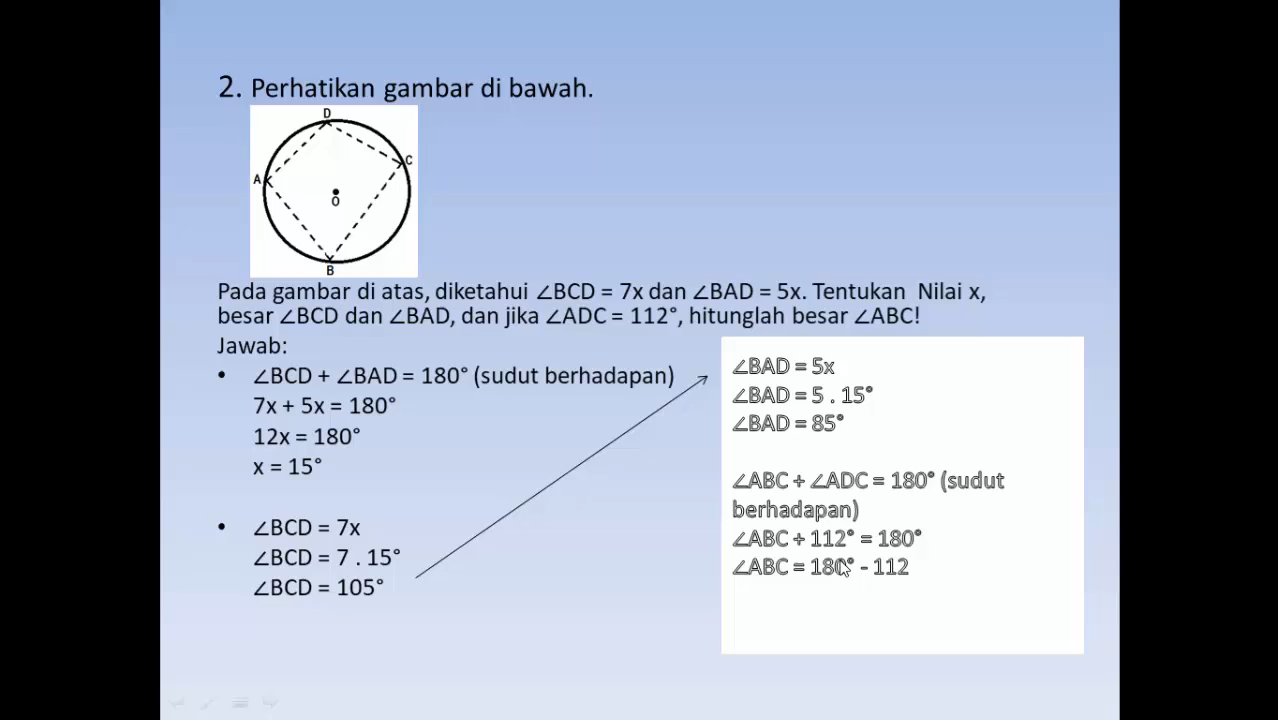 2. Perhatikan gambar di bawah.
D
C
A
O
B
Pada gambar di atas, diketahui ∠BCD = 7x dan ∠BAD = 5x. Tentukan Nilai x,
besar ∠BCD dan ∠BAD, dan jika ∠ADC = 112°, hitunglah besar ∠ABC!
Jawab:
• ∠BCD + ∠BAD = 180° (sudut berhadapan)
7x + 5x = 180°
12x = 180°
x = 15°
• ∠BCD = 7x
∠BCD = 7 . 15°
∠BCD = 105°
∠BAD = 5x
∠BAD = 5 . 15°
∠BAD = 85°
∠ABC + ∠ADC = 180° (sudut
berhadapan)
∠ABC + 112° = 180°
∠ABC = 180° - 112